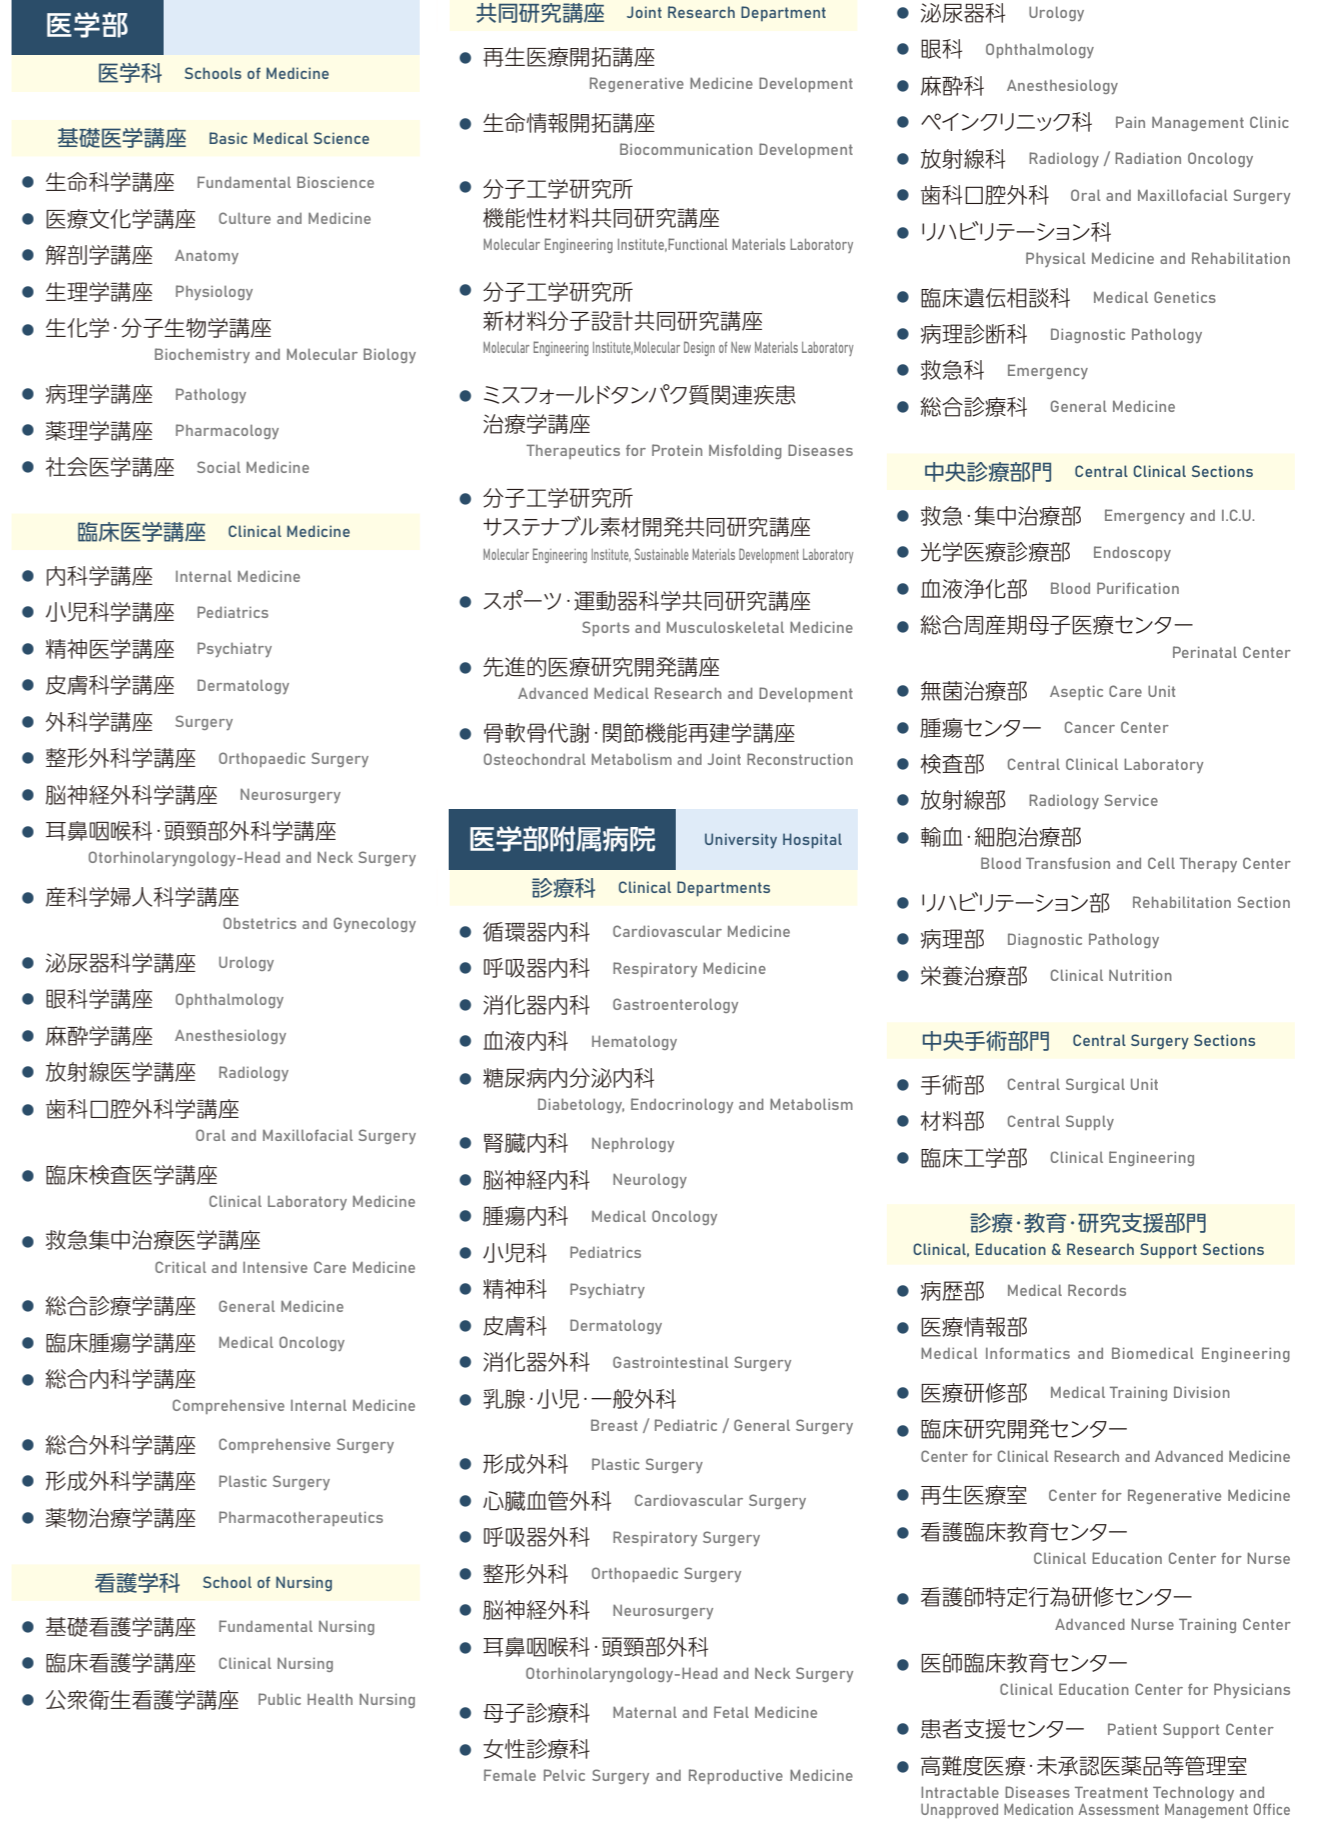 医学部
医学科 Schools of Medicine
基礎医学講座 Basic Medical Science
● 生命科学講座 Fundamental Bioscience
● 医療文化学講座 Culture and Medicine
● 解剖学講座 Anatomy
● 生理学講座 Physiology
● 生化学·分子生物学講座
Biochemistry and Molecular Biology
● 病理学講座 Pathology
● 薬理学講座 Pharmacology
● 社会医学講座 Social Medicine
臨床医学講座 Clinical Medicine
● 内科学講座 Internal Medicine
● 小児科学講座 Pediatrics
● 精神医学講座 Psychiatry
● 皮膚科学講座 Dermatology
● 外科学講座 Surgery
● 整形外科学講座 Orthopaedic Surgery
● 脳神経外科学講座 Neurosurgery
● 耳鼻咽喉科·頭頸部外科学講座
Otorhinolaryngology-Head and Neck Surgery
● 産科学婦人科学講座
Obstetrics and Gynecology
● 泌尿器科学講座 Urology
● 眼科学講座 Ophthalmology
● 麻酔学講座 Anesthesiology
● 放射線医学講座 Radiology
● 歯科口腔外科学講座
Oral and Maxillofacial Surgery
● 臨床検査医学講座
Clinical Laboratory Medicine
● 救急集中治療医学講座
Critical and Intensive Care Medicine
● 総合診療学講座 General Medicine
● 臨床腫瘍学講座 Medical Oncology
● 総合内科学講座
Comprehensive Internal Medicine
● 総合外科学講座 Comprehensive Surgery
● 形成外科学講座 Plastic Surgery
● 薬物治療学講座 Pharmacotherapeutics
看護学科 School of Nursing
● 基礎看護学講座 Fundamental Nursing
● 臨床看護学講座 Clinical Nursing
● 公衆衛生看護学講座 Public Health Nursing
共同研究講座 Joint Research Department
● 再生医療開拓講座
Regenerative Medicine Development
● 生命情報開拓講座
Biocommunication Development
● 分子工学研究所
機能性材料共同研究講座
Molecular Engineering Institute,Functional Materials Laboratory
● 分子工学研究所
新材料分子設計共同研究講座
Molecular Engineering Institute,Molecular Design of New Materials Laboratory
● ミスフォールドタンパク質関連疾患
治療学講座
Therapeutics for Protein Misfolding Diseases
● 分子工学研究所
サステナブル素材開発共同研究講座
Molecular Engineering Institute, Sustainable Materials Development Laboratory
● スポーツ·運動器科学共同研究講座
Sports and Musculoskeletal Medicine
● 先進的医療研究開発講座
Advanced Medical Research and Development
● 骨軟骨代謝·関節機能再建学講座
Osteochondral Metabolism and Joint Reconstruction
医学部附属病院 University Hospital
診療科 Clinical Departments
● 循環器内科 Cardiovascular Medicine
● 呼吸器内科 Respiratory Medicine
● 消化器内科 Gastroenterology
● 血液内科 Hematology
● 糖尿病内分泌内科
Diabetology, Endocrinology and Metabolism
● 腎臓内科 Nephrology
● 脳神経内科 Neurology
● 腫瘍内科 Medical Oncology
● 小児科 Pediatrics
● 精神科 Psychiatry
● 皮膚科 Dermatology
● 消化器外科 Gastrointestinal Surgery
● 乳腺·小児·一般外科
Breast / Pediatric / General Surgery
● 形成外科 Plastic Surgery
● 心臓血管外科 Cardiovascular Surgery
● 呼吸器外科 Respiratory Surgery
● 整形外科 Orthopaedic Surgery
● 脳神経外科 Neurosurgery
● 耳鼻咽喉科·頭頸部外科
Otorhinolaryngology-Head and Neck Surgery
● 母子診療科 Maternal and Fetal Medicine
● 女性診療科
Female Pelvic Surgery and Reproductive Medicine
● 泌尿器科 Urology
● 眼科 Ophthalmology
● 麻酔科 Anesthesiology
● ペインクリニック科 Pain Management Clinic
● 放射線科 Radiology / Radiation Oncology
● 歯科口腔外科 Oral and Maxillofacial Surgery
● リハビリテーション科
Physical Medicine and Rehabilitation
● 臨床遺伝相談科 Medical Genetics
● 病理診断科 Diagnostic Pathology
● 救急科 Emergency
● 総合診療科 General Medicine
中央診療部門 Central Clinical Sections
● 救急·集中治療部 Emergency and I.C.U.
● 光学医療診療部 Endoscopy
● 血液浄化部 Blood Purification
● 総合周産期母子医療センター
Perinatal Center
● 無菌治療部 Aseptic Care Unit
● 腫瘍センター Cancer Center
● 検査部 Central Clinical Laboratory
● 放射線部 Radiology Service
● 輸血·細胞治療部
Blood Transfusion and Cell Therapy Center
● リハビリテーション部 Rehabilitation Section
● 病理部 Diagnostic Pathology
● 栄養治療部 Clinical Nutrition
中央手術部門 Central Surgery Sections
● 手術部 Central Surgical Unit
● 材料部 Central Supply
● 臨床工学部 Clinical Engineering
診療·教育·研究支援部門
Clinical, Education & Research Support Sections
● 病歴部 Medical Records
● 医療情報部
Medical Informatics and Biomedical Engineering
● 医療研修部 Medical Training Division
● 臨床研究開発センター
Center for Clinical Research and Advanced Medicine
● 再生医療室 Center for Regenerative Medicine
● 看護臨床教育センター
Clinical Education Center for Nurse
● 看護師特定行為研修センター
Advanced Nurse Training Center
● 医師臨床教育センター
Clinical Education Center for Physicians
● 患者支援センター Patient Support Center
● 高難度医療·未承認医薬品等管理室
Intractable Diseases Treatment Technology and
Unapproved Medication Assessment Management Office